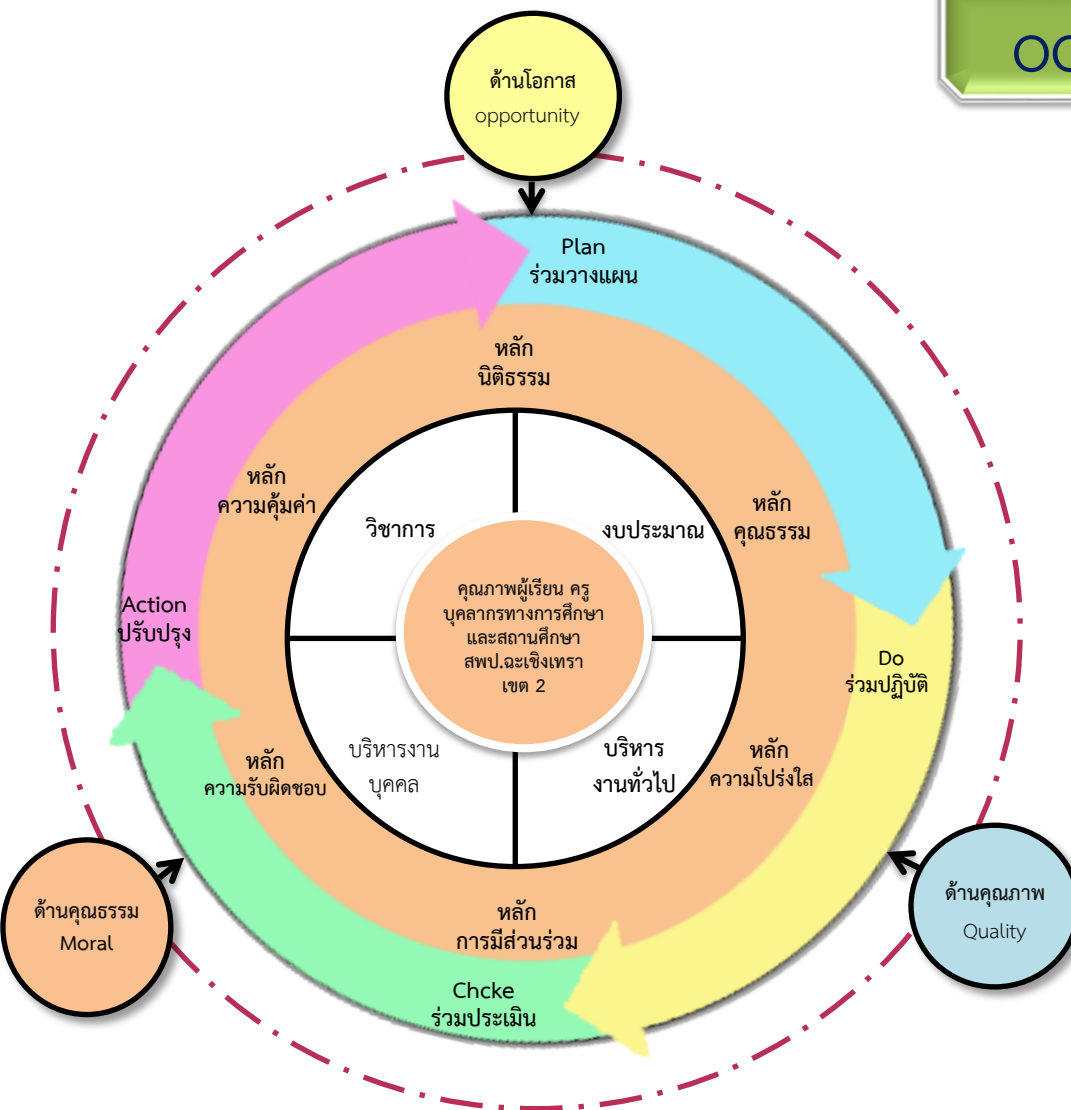 ด้านโอกาส
opportunity
Plan
ร่วมวางแผน
หลัก
นิติธรรม
หลัก
ความคุ้มค่า
หลัก
คุณธรรม
วิชาการ
งบประมาณ
คุณภาพผู้เรียน ครู
บุคลากรทางการศึกษา
และสถานศึกษา
สพป.ฉะเชิงเทรา
เขต 2
Action
ปรับปรุง
Do
ร่วมปฏิบัติ
บริหารงาน
บุคคล
บริหาร
งานทั่วไป
หลัก
ความรับผิดชอบ
หลัก
ความโปร่งใส
ด้านคุณธรรม
Moral
ด้านคุณภาพ
Quality
หลัก
การมีส่วนร่วม
Chcke
ร่วมประเมิน